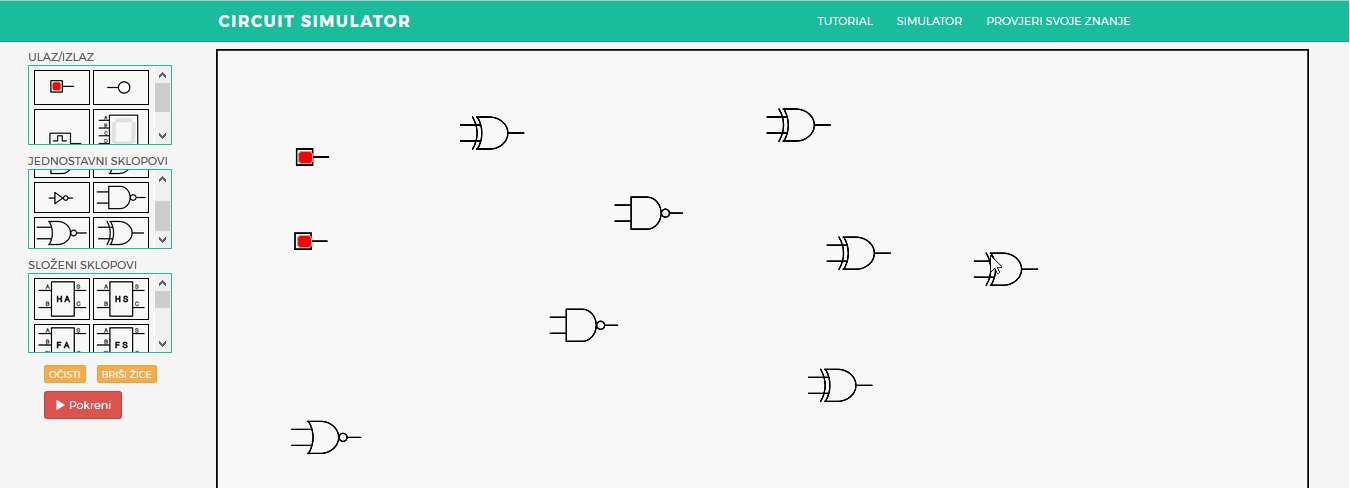 CIRCUIT SIMULATOR
TUTORIAL SIMULATOR PROVJERI SVOJE ZNANJE
ULAZ/IZLAZ
A
B
C
D
JEDNOSTAVNI SKLOPOVI
SLOŽENI SKLOPOVI
A HA S
B C
A HS S
B C
A FA S
B
A FS S
B
OČISTI BRIŠI ŽICE
Pokreni